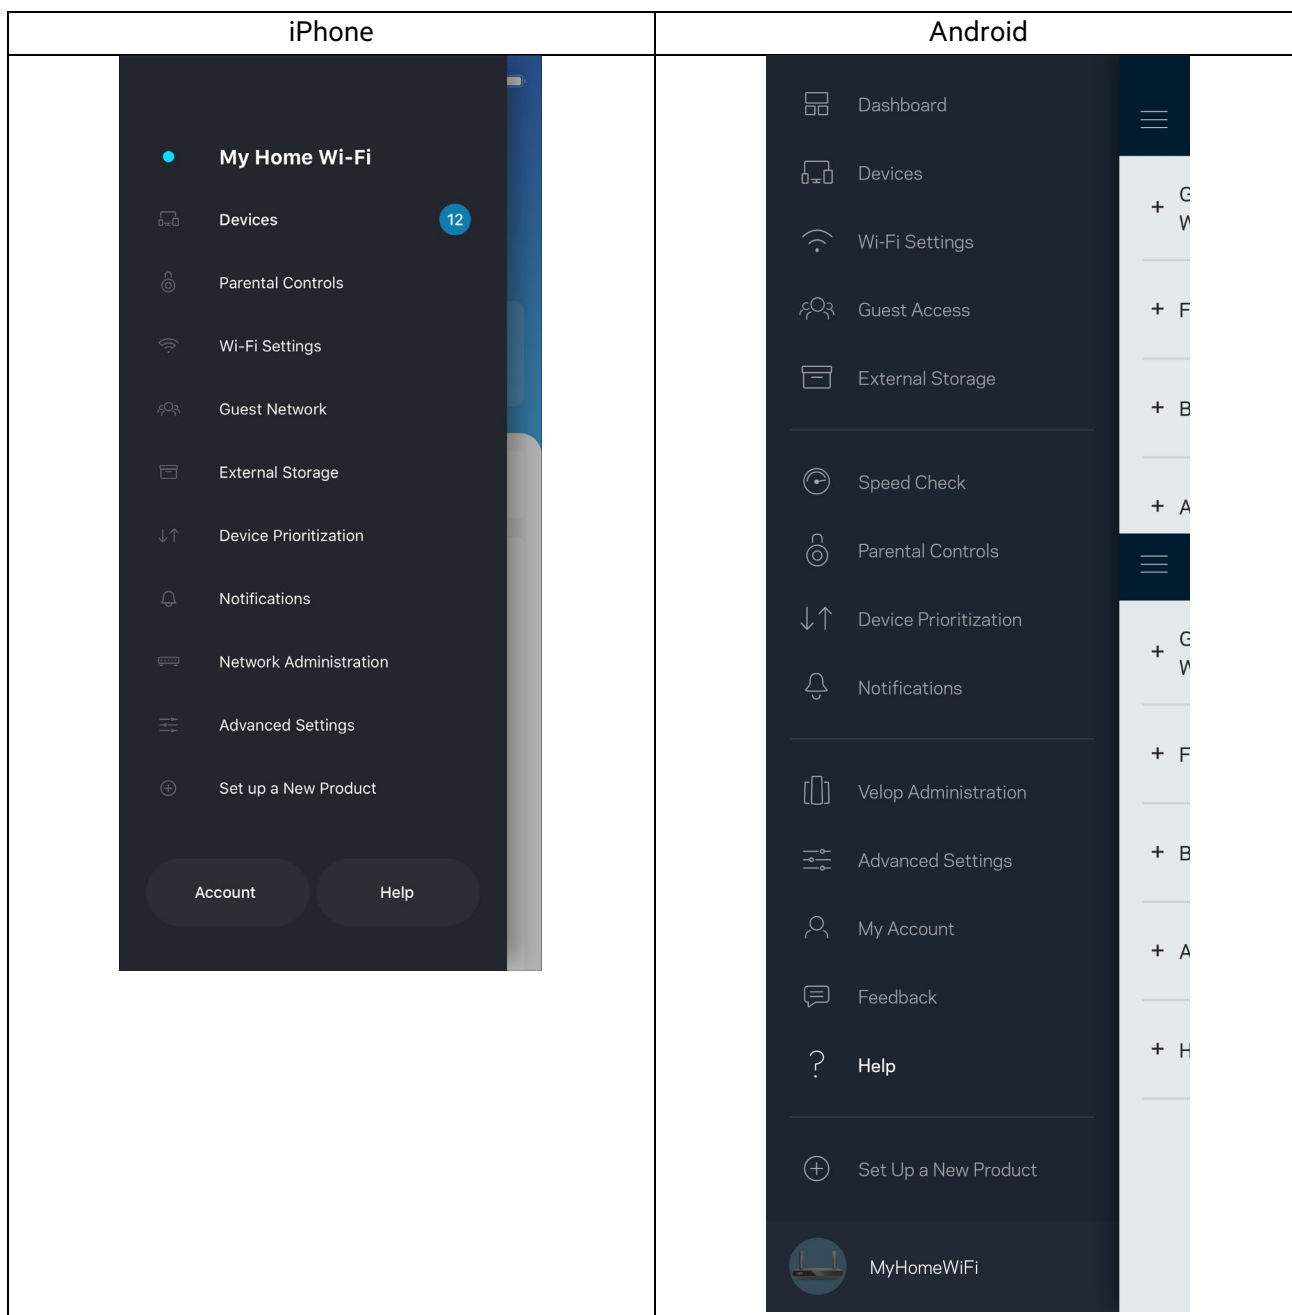 iPhone
Android
My Home Wi-Fi
Devices
12
Parental Controls
Wi-Fi Settings
Guest Network
External Storage
Device Prioritization
Notifications
Network Administration
Advanced Settings
Set up a New Product
Account
Help
Dashboard
Devices
Wi-Fi Settings
Guest Access
External Storage
Speed Check
Parental Controls
Device Prioritization
Notifications
Velop Administration
Advanced Settings
My Account
Feedback
Help
Set Up a New Product
MyHomeWiFi